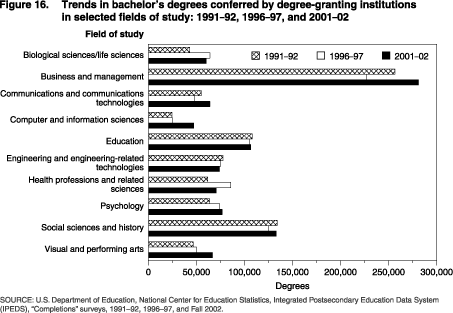 Figure 16. Trends in bachelor's degrees conferred by degree-granting institutions
in selected fields of study: 1991–92, 1996–97, and 2001–02
Field of study
1991–92 1996–97 2001–02
Biological sciences/life sciences
Business and management
Communications and communications
technologies
Computer and information sciences
Education
Engineering and engineering-related
technologies
Health professions and related
sciences
Psychology
Social sciences and history
Visual and performing arts
0 50,000 100,000 150,000 200,000 250,000 300,000
Degrees
SOURCE: U.S. Department of Education, National Center for Education Statistics, Integrated Postsecondary Education Data System
(IPEDS), "Completions" surveys, 1991–92, 1996–97, and Fall 2002.